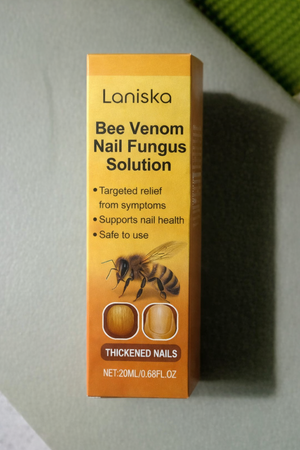 Laniska
Bee Venom
Nail Fungus
Solution
• Targeted relief
from symptoms
• Supports nail health
• Safe to use
THICKENED NAILS
NET:20ML/0.68FL.OZ